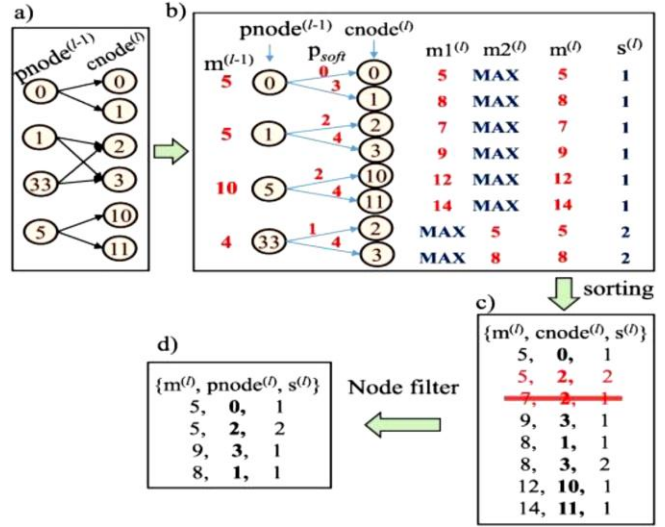 a)
pnode(l-1)
cnode(l)
0
0
1
1
2
33
3
5
10
11
b)
pnode(l-1)
cnode(l)
m(l-1)
p_soft
m1(l) m2(l) m(l) s(l)
5 0 0 0 5 MAX 5 1
3 1 8 MAX 8 1
5 1 2 2 7 MAX 7 1
4 3 9 MAX 9 1
10 5 2 10 12 MAX 12 1
4 11 14 MAX 14 1
4 33 1 2 MAX 5 5 2
4 3 MAX 8 8 2
sorting
c)
{m(l), cnode(l), s(l)}
5, 0, 1
5, 2, 2
7, 2, 1
9, 3, 1
8, 1, 1
8, 3, 2
12, 10, 1
14, 11, 1
Node filter
d)
{m(l), pnode(l), s(l)}
5, 0, 1
5, 2, 2
9, 3, 1
8, 1, 1